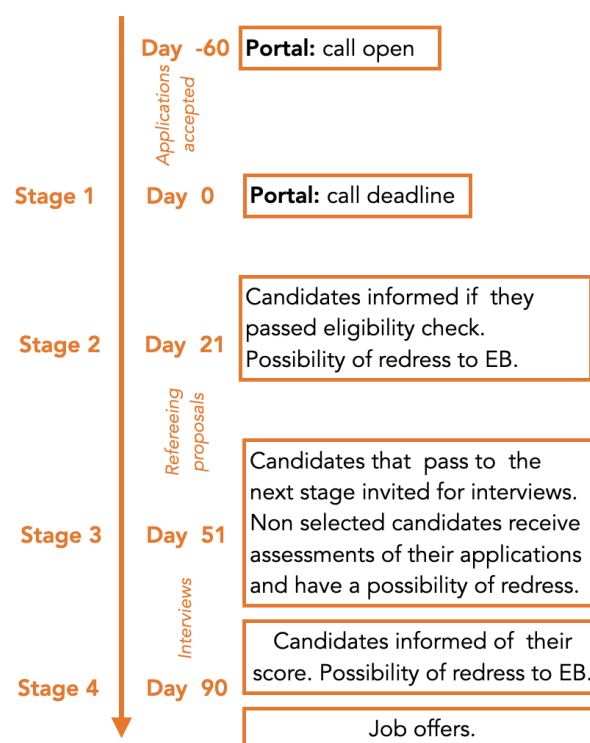 Day -60
Portal: call open
Applications
accepted
Stage 1
Day 0
Portal: call deadline
Candidates informed if they
passed eligibility check.
Possibility of redress to EB.
Stage 2
Day 21
Refereeing
proposals
Candidates that pass to the
next stage invited for interviews.
Non selected candidates receive
assessments of their applications
and have a possibility of redress.
Stage 3
Day 51
Interviews
Candidates informed of their
score. Possibility of redress to EB.
Stage 4
Day 90
Job offers.